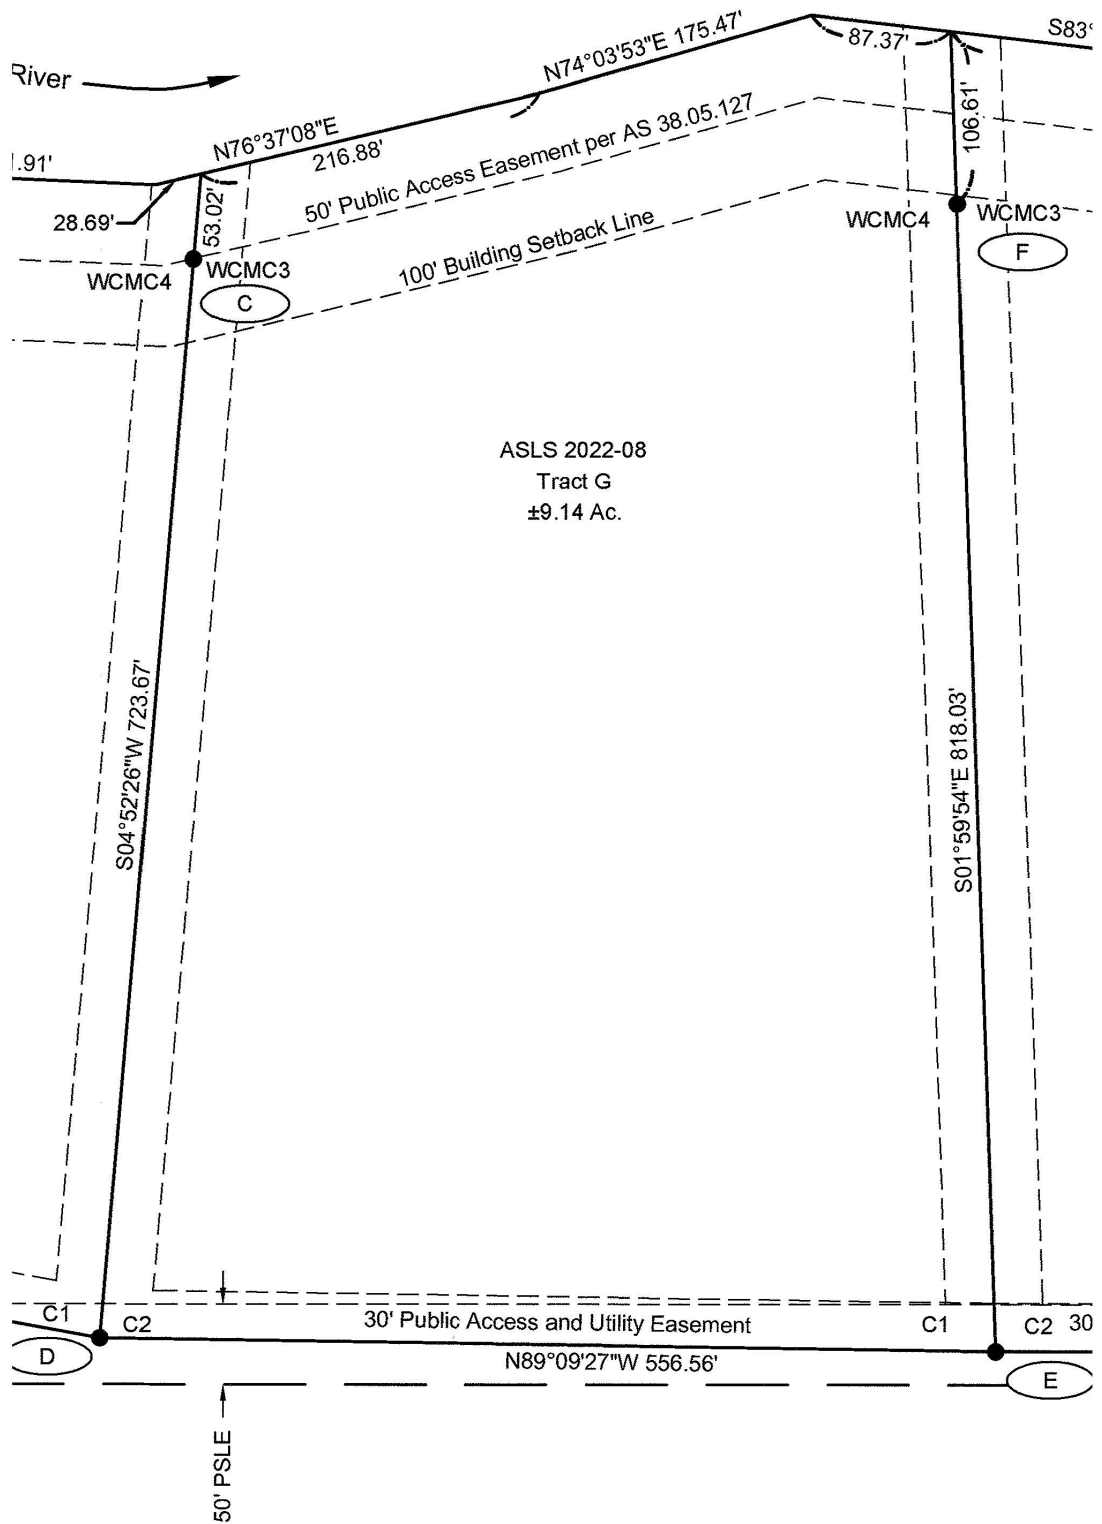 S83°
87.37'
N74°03'53"E 175.47'
River
N76°37'08"E
216.88'
106.61'
50' Public Access Easement per AS 38.05.127
.91'
28.69'
53.02'
100' Building Setback Line
WCMC4
WCMC3
F
WCMC4
WCMC3
C
ASLS 2022-08
Tract G
±9.14 Ac.
S04°52'26"W 723.67'
S01°59'54"E 818.03'
C1
C2
30' Public Access and Utility Easement
C1
C2
30
D
N89°09'27"W 556.56'
E
50' PSLE